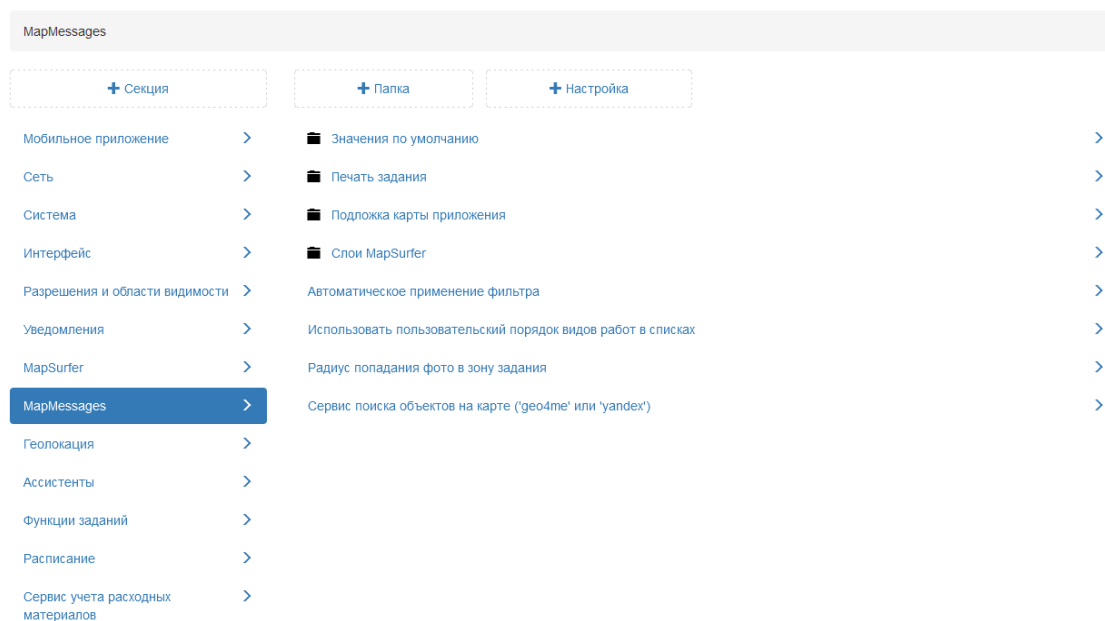 MapMessages
Секция
Папка
Настройка
Мобильное приложение
Сеть
Система
Интерфейс
Разрешения и области видимости
Уведомления
MapSurfer
MapMessages
Геолокация
Ассистенты
Функции заданий
Расписание
Сервис учета расходных
материалов
Значения по умолчанию
Печать задания
Подложка карты приложения
Слои MapSurfer
Автоматическое применение фильтра
Использовать пользовательский порядок видов работ в списках
Радиус попадания фото в зону задания
Сервис поиска объектов на карте ('geo4me' или 'yandex')